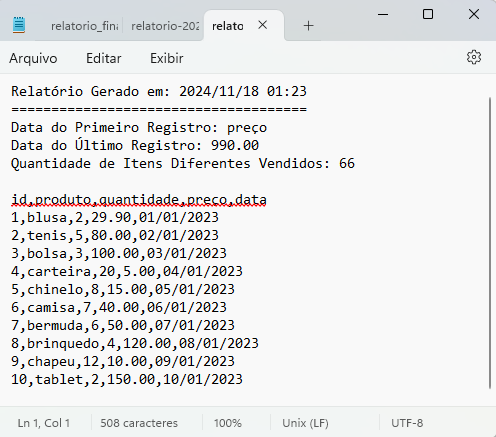 relatorio_fina
relatorio-202
relato
Arquivo Editar Exibir
Relatório Gerado em: 2024/11/18 01:23
=====================================
Data do Primeiro Registro: preço
Data do Último Registro: 990.00
Quantidade de Itens Diferentes Vendidos: 66
id,produto,quantidade,preço,data
1,blusa,2,29.90,01/01/2023
2,tenis,5,80.00,02/01/2023
3,bolsa,3,100.00,03/01/2023
4,carteira,20,5.00,04/01/2023
5,chinelo,8,15.00,05/01/2023
6,camisa,7,40.00,06/01/2023
7,bermuda,6,50.00,07/01/2023
8,brinquedo,4,120.00,08/01/2023
9,chapeu,12,10.00,09/01/2023
10,tablet,2,150.00,10/01/2023
Ln 1, Col 1 508 caracteres 100% Unix (LF) UTF-8